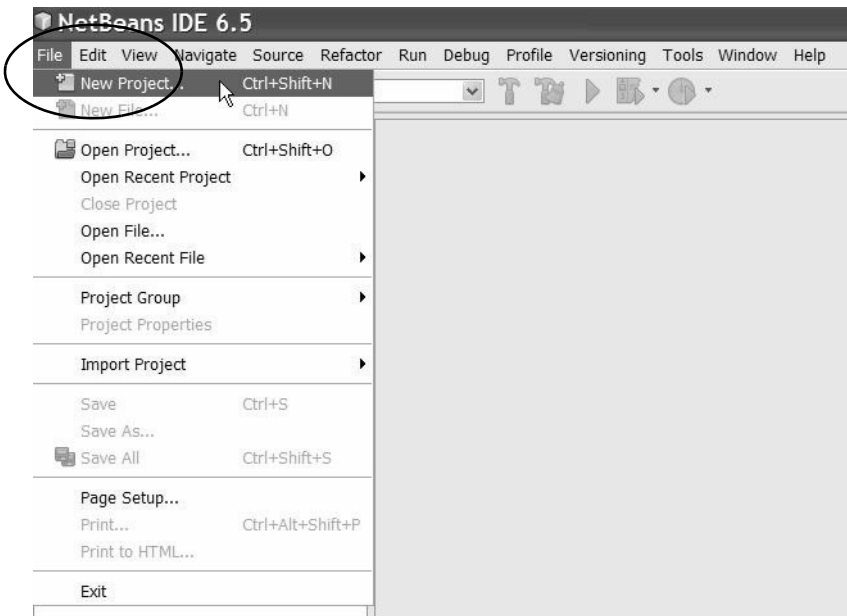 NetBeans IDE 6.5
File Edit View Navigate Source Refactor Run Debug Profile Versioning Tools Window Help
New Project... Ctrl+Shift+N
New File... Ctrl+N
Open Project... Ctrl+Shift+O
Open Recent Project
Close Project
Open File...
Open Recent File
Project Group
Project Properties
Import Project
Save Ctrl+S
Save As...
Save All Ctrl+Shift+S
Page Setup...
Print... Ctrl+Alt+Shift+P
Print to HTML...
Exit